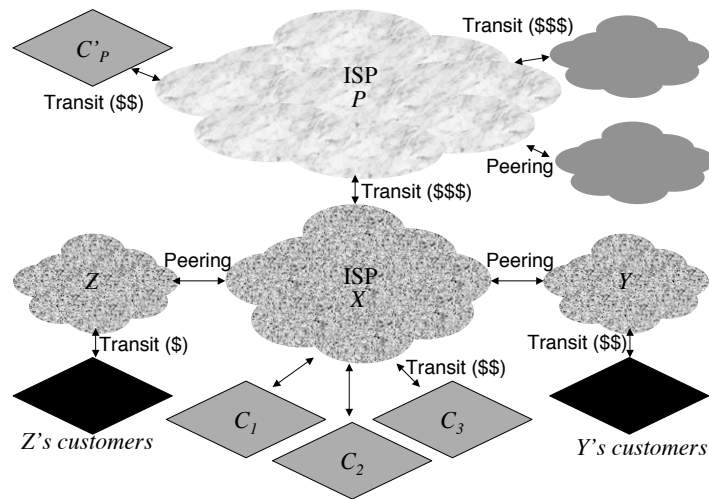 Transit ($$$)
C'P
ISP
P
Transit ($$)
Peering
Transit ($$$)
Peering
ISP
X
Peering
Z
Y
Transit ($)
Transit ($$)
Transit ($$)
C1
C3
C2
Z's customers
Y's customers